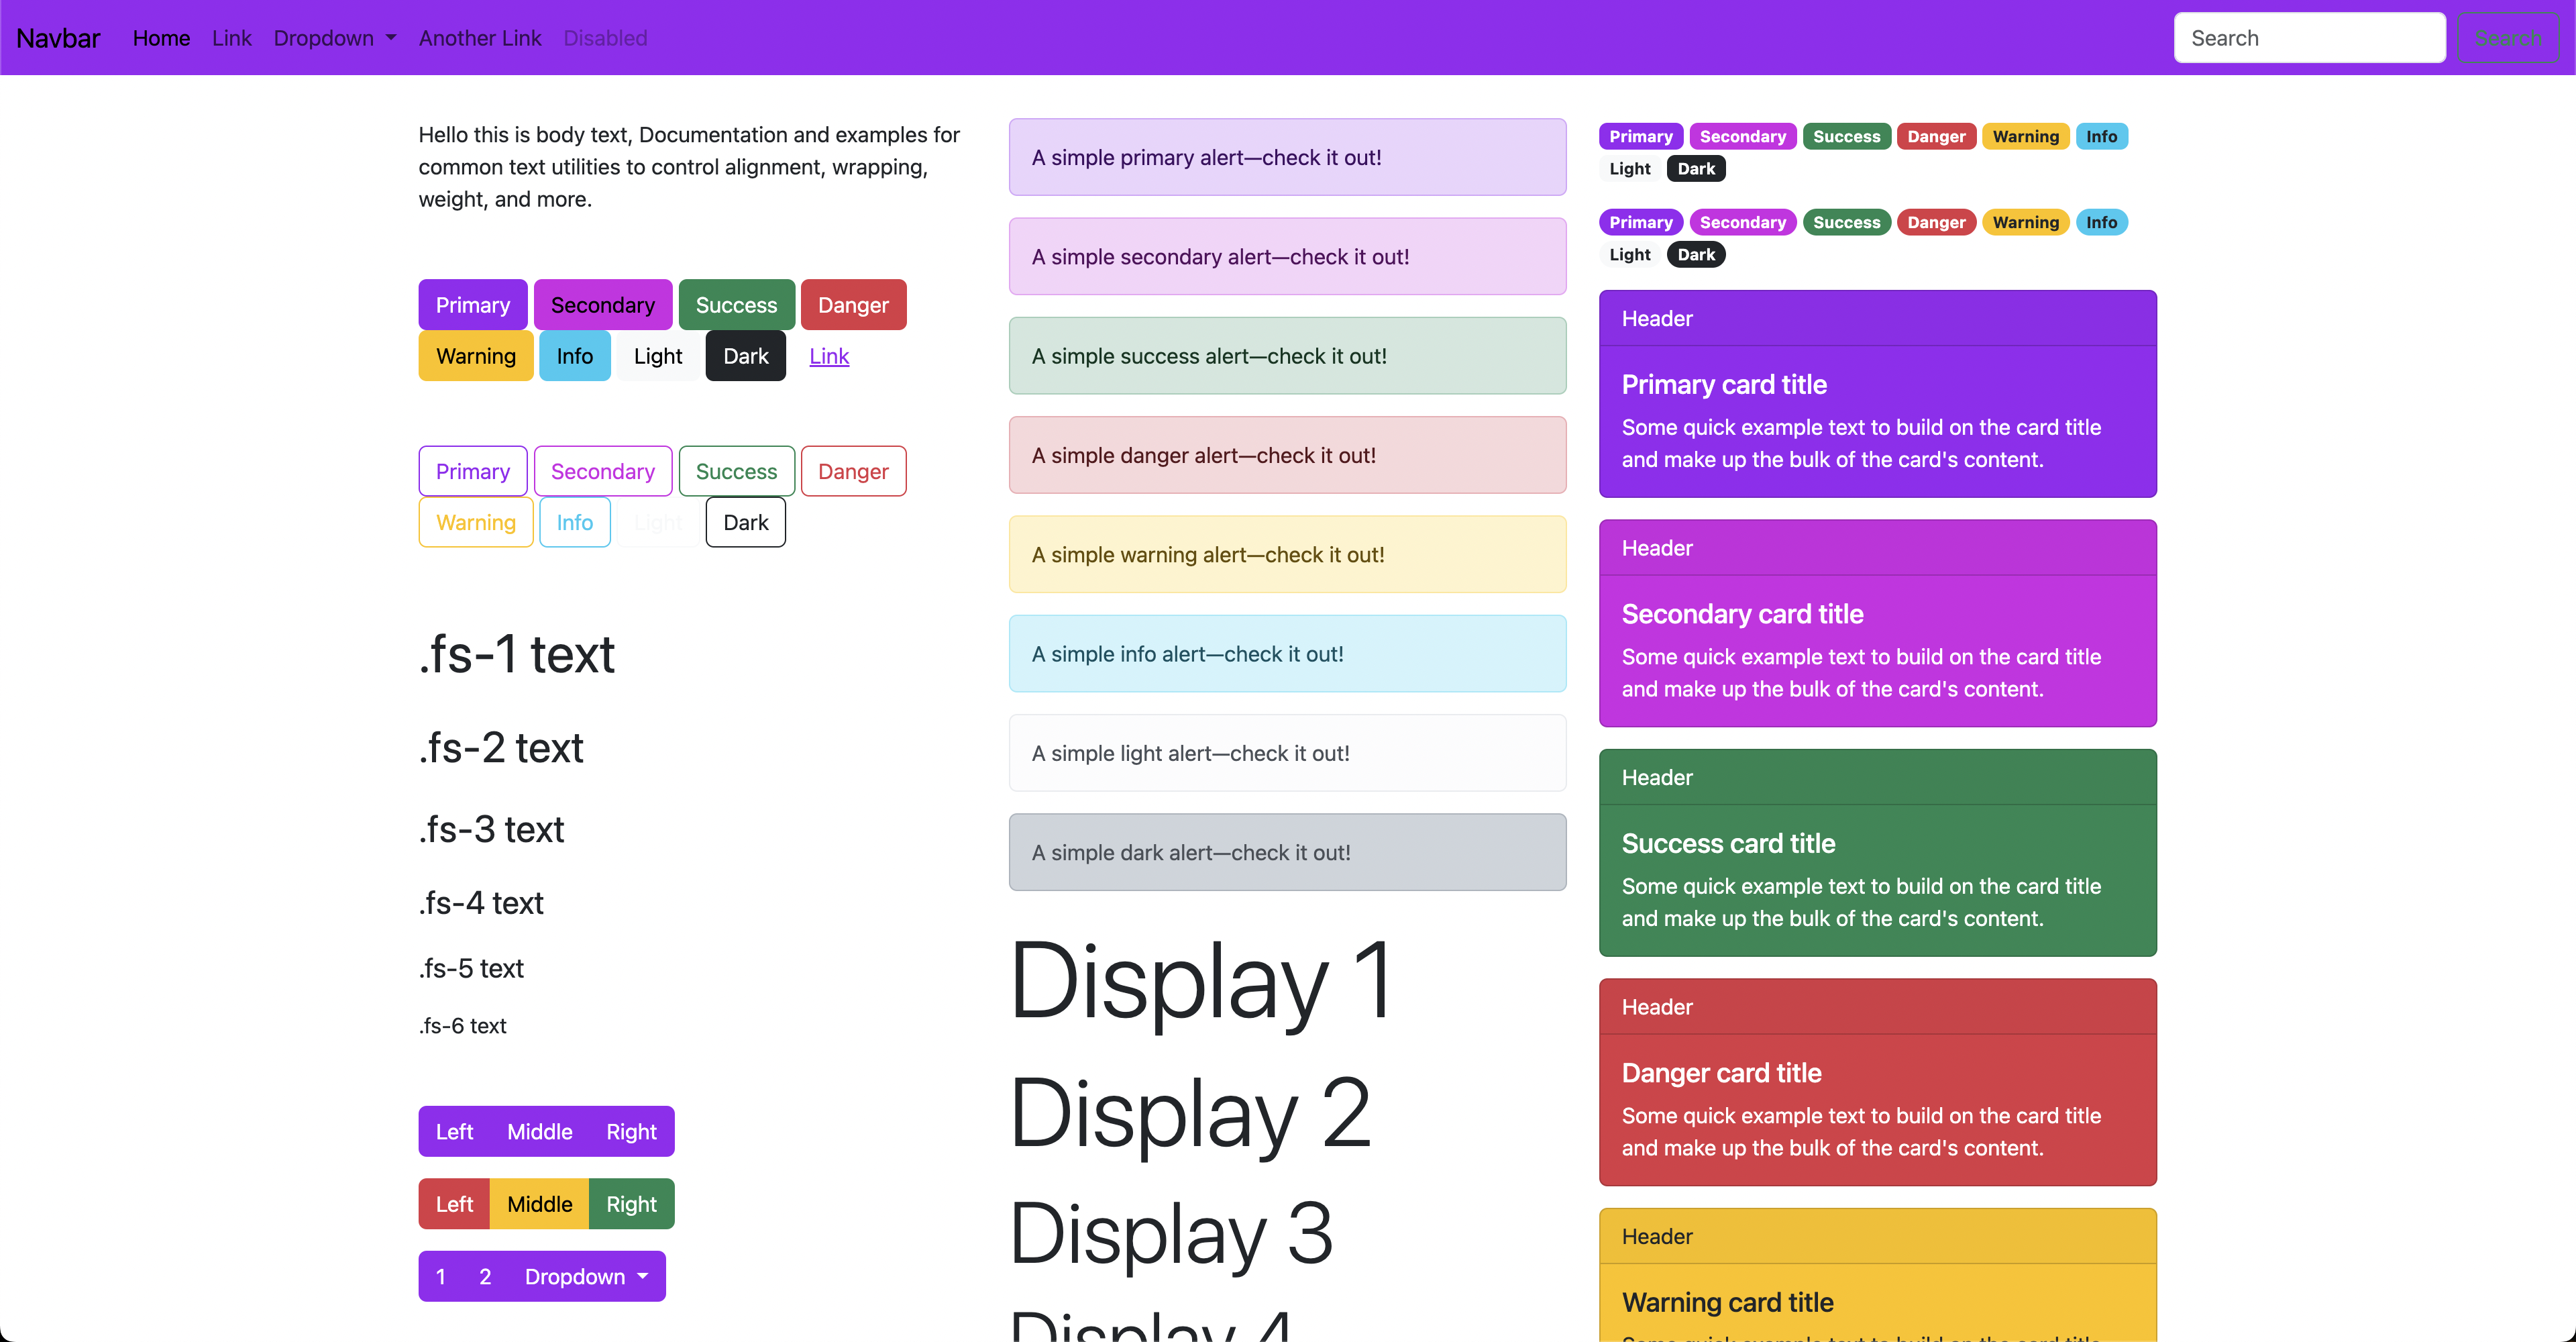 Navbar Home Link Dropdown Another Link Disabled Search Search
Hello this is body text, Documentation and examples for
common text utilities to control alignment, wrapping,
weight, and more.
Primary Secondary Success Danger
Warning Info Light Dark Link
Primary Secondary Success Danger
Warning Info Light Dark
.fs-1 text
.fs-2 text
.fs-3 text
.fs-4 text
.fs-5 text
.fs-6 text
Left Middle Right
Left Middle Right
1 2 Dropdown
A simple primary alert—check it out!
A simple secondary alert—check it out!
A simple success alert—check it out!
A simple danger alert—check it out!
A simple warning alert—check it out!
A simple info alert—check it out!
A simple light alert—check it out!
A simple dark alert—check it out!
Display 1
Display 2
Display 3
Display 4
Primary Secondary Success Danger Warning Info
Light Dark
Primary Secondary Success Danger Warning Info
Light Dark
Header
Primary card title
Some quick example text to build on the card title
and make up the bulk of the card's content.
Header
Secondary card title
Some quick example text to build on the card title
and make up the bulk of the card's content.
Header
Success card title
Some quick example text to build on the card title
and make up the bulk of the card's content.
Header
Danger card title
Some quick example text to build on the card title
and make up the bulk of the card's content.
Header
Warning card title